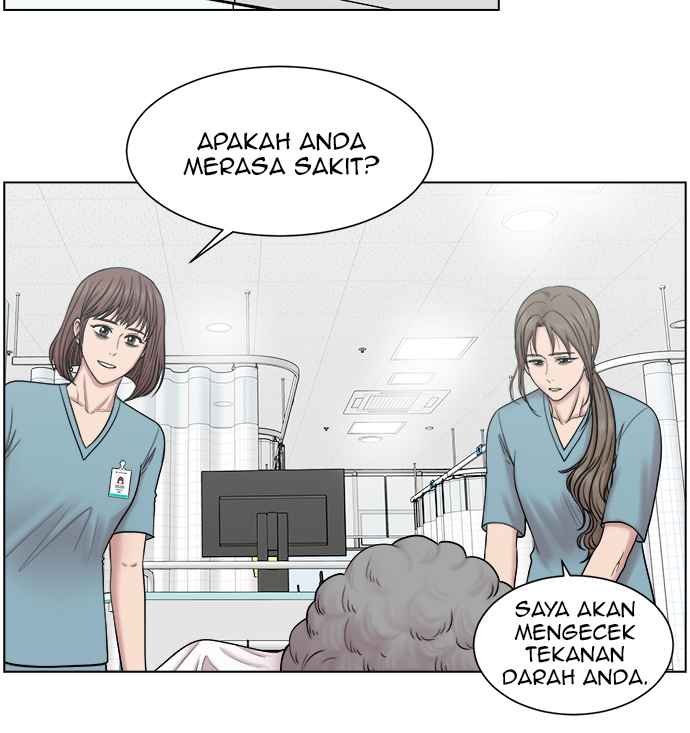 APAKAH ANDA
MERASA SAKIT?
SAYA AKAN
MENGECEK
TEKANAN
DARAH ANDA.